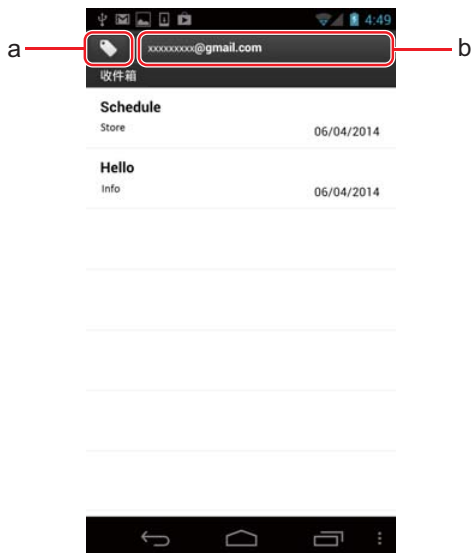 4:49
a
xxxxxxxxx@gmail.com
b
收件箱
Schedule
Store
06/04/2014
Hello
Info
06/04/2014